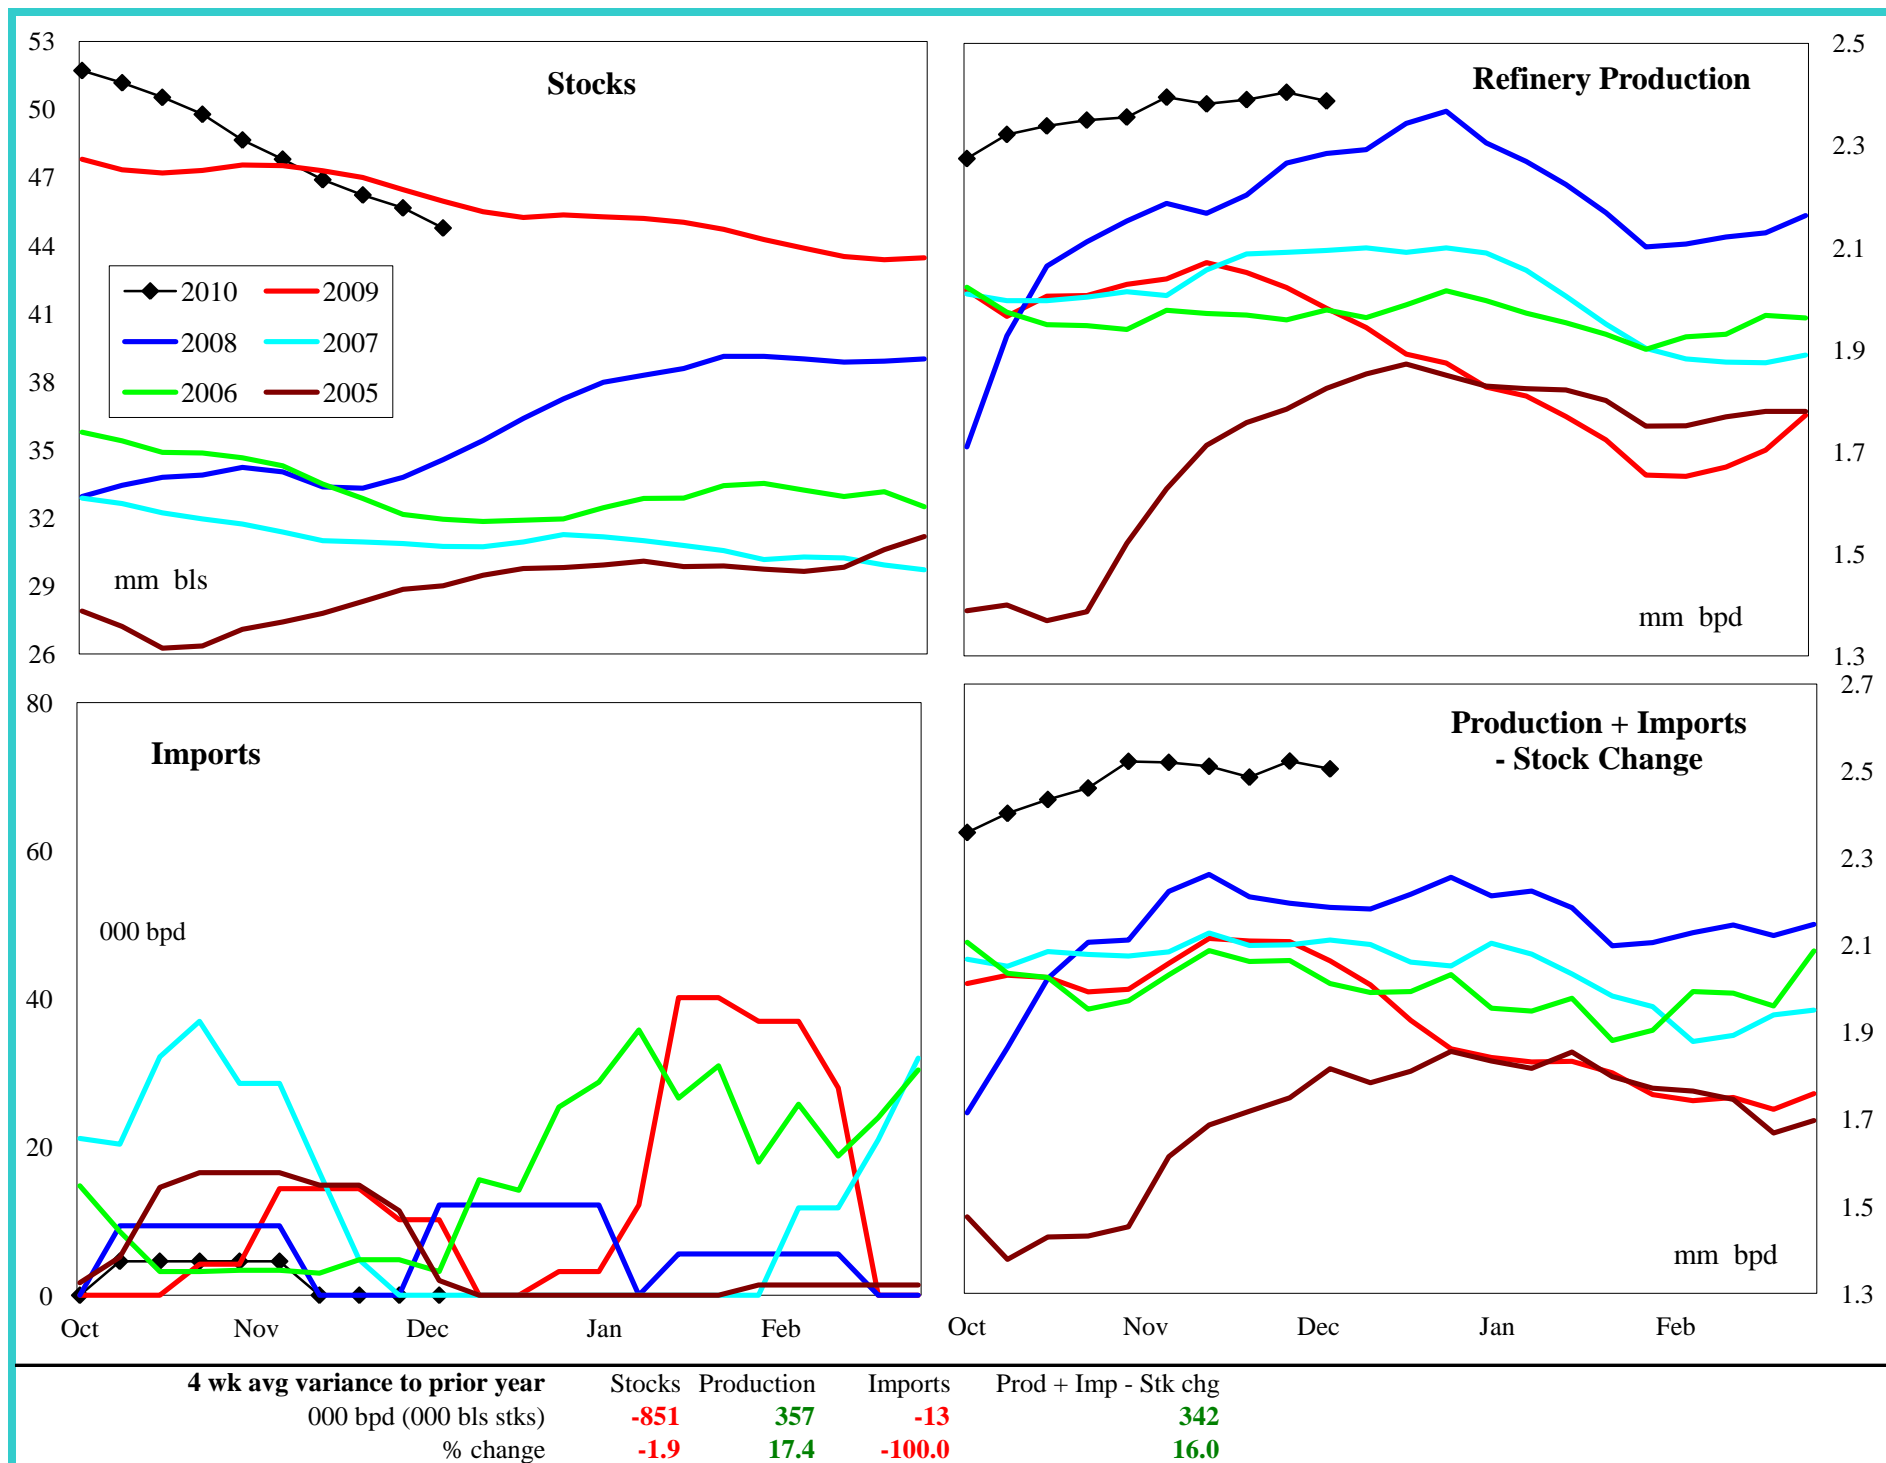 Stocks
53
50
47
44
41
38
35
32
29
26
2010 2009
2008 2007
2006 2005
mm bls
Refinery Production
2.5
2.3
2.1
1.9
1.7
1.5
1.3
mm bpd
Imports
80
60
40
20
0
000 bpd
Oct Nov Dec Jan Feb
Production + Imports
- Stock Change
2.7
2.5
2.3
2.1
1.9
1.7
1.5
1.3
mm bpd
Oct Nov Dec Jan Feb
4 wk avg variance to prior year Stocks Production Imports Prod + Imp - Stk chg
000 bpd (000 bls stks) -851 357 -13 342
% change -1.9 17.4 -100.0 16.0